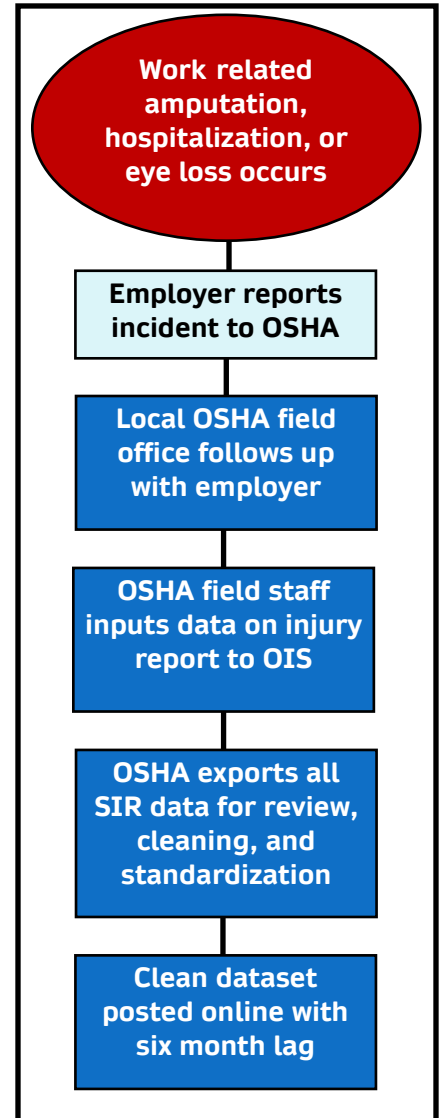 Work related
amputation,
hospitalization, or
eye loss occurs
Employer reports
incident to OSHA
Local OSHA field
office follows up
with employer
OSHA field staff
inputs data on injury
report to OIS
OSHA exports all
SIR data for review,
cleaning, and
standardization
Clean dataset
posted online with
six month lag